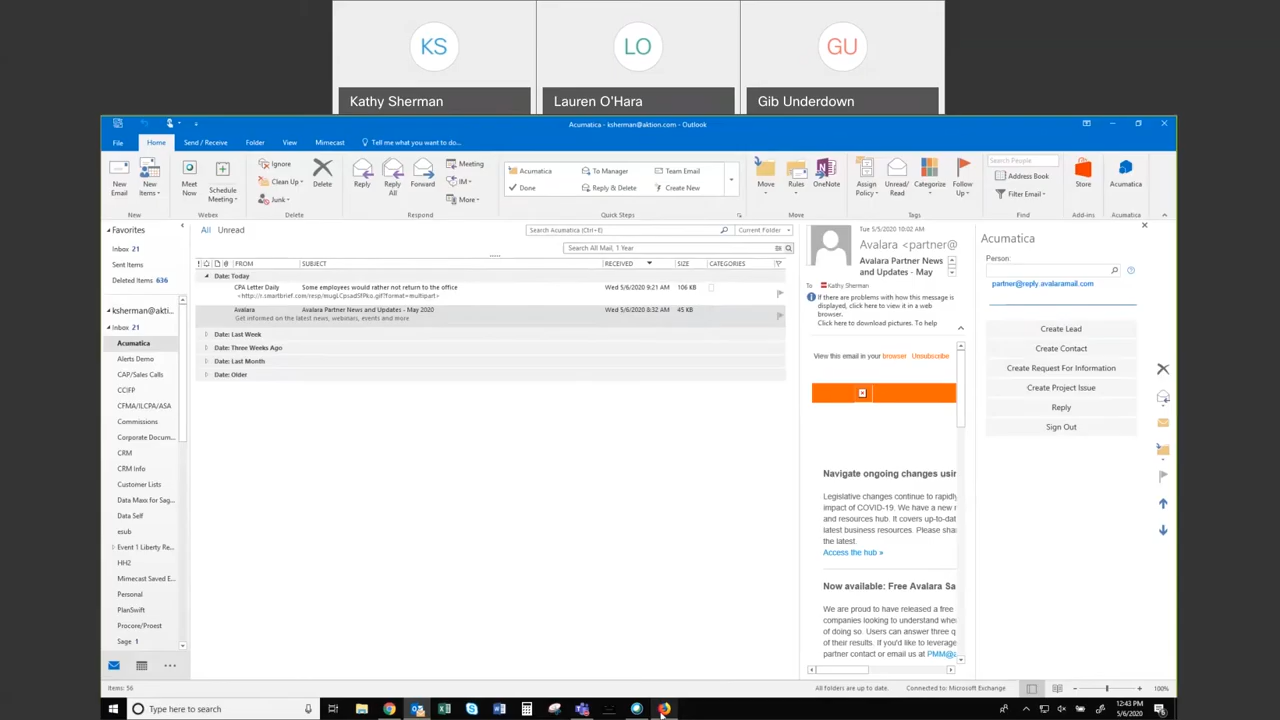 KS
LO
GU
Kathy Sherman
Lauren O'Hara
Gib Underdown
Acumatica - ksherman@aktion.com - Outlook
File Home Send / Receive Folder View Mimecast Tell me what you want to do...
New Email
New Items
Meet Now
Schedule Meeting
Ignore
Clean Up
Junk
Delete
Reply
Reply All
Forward
Meeting
IM
More
Acumatica
To Manager
Team Email
Done
Reply & Delete
Create New
Move
Rules
OneNote
Assign Policy
Unread/ Read
Categorize
Follow Up
Search People
Address Book
Filter Email
Store
Acumatica
New Webex Delete Respond Quick Steps Move Tags Find Add-ins Acumatica
Favorites
Inbox 21
Sent Items
Deleted Items 636
ksherman@akti...
Inbox 21
Acumatica
Alerts Demo
CAP/Sales Calls
CCIFP
CFMA/ILCPA/ASA
Commissions
Corporate Docum...
CRM
CRM Info
Customer Lists
Data Maxx for Sag...
Data Self
esub
Event 1 Liberty Re...
HH2
Mimecast Saved E...
Personal
PlanSwift
Procore/Proest
Sage 1
All Unread
Search Acumatica (Ctrl+E)
Current Folder
Search All Mail, 1 Year
FROM SUBJECT RECEIVED SIZE CATEGORIES
Date: Today
CPA Letter Daily Some employees would rather not return to the office Wed 5/6/2020 9:21 AM 106 KB
<http://r.smartbrief.com/resp/mugLCpsadSfPko.gif?format=multipart>
Avalara Avalara Partner News and Updates - May 2020 Wed 5/6/2020 8:32 AM 45 KB
Get informed on the latest news, webinars, events and more
Date: Last Week
Date: Three Weeks Ago
Date: Last Month
Date: Older
Tue 5/5/2020 10:02 AM
Avalara <partner@
Avalara Partner News
and Updates - May
To Kathy Sherman
If there are problems with how this message is
displayed, click here to view it in a web
browser.
Click here to download pictures. To help
View this email in your browser Unsubscribe
Navigate ongoing changes usin
Legislative changes continue to rapidly
impact of COVID-19. We have a new r
and resources hub. It covers up-to-dat
latest business resources. Please shar
the latest.
Access the hub »
Now available: Free Avalara Sa
We are proud to have released a free
companies looking to understand whe
of doing so. Users can answer three q
of their results. If you'd like to leverage
partner contact or email us at PMM@a
Acumatica
Person:
partner@reply.avalaramail.com
Create Lead
Create Contact
Create Request For Information
Create Project Issue
Reply
Sign Out
Items: 56
All folders are up to date. Connected to: Microsoft Exchange 100%
Type here to search
12:43 PM
5/6/2020